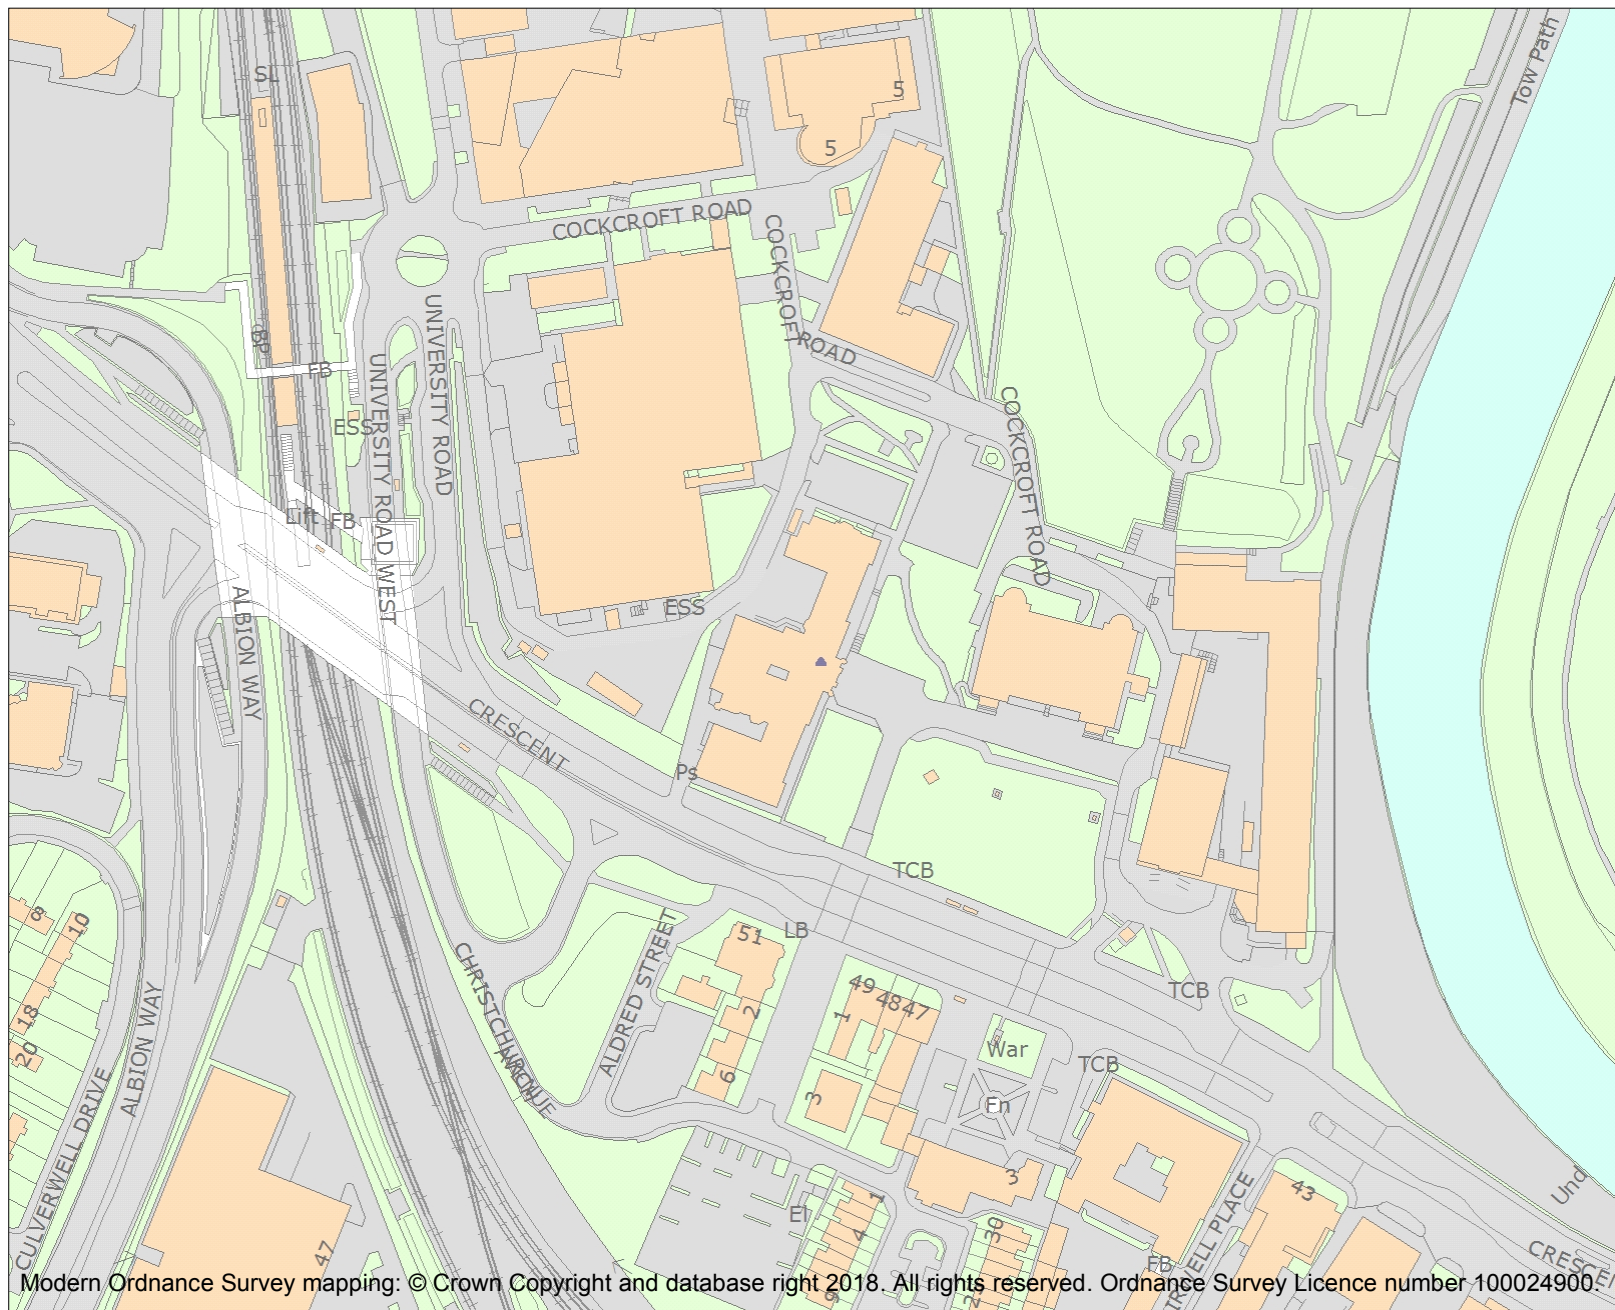 Tow Path
SL
5
5
COCKCROFT ROAD
COCKCROFT
ROAD
UNIVERSITY ROAD
BP
FB
UNIVERSITY ROAD WEST
ESS
COCKCROFT ROAD
Lift
FB
ALBION WAY
ESS
CRESCENT
Ps
TCB
8
10
51
LB
49
48
47
TCB
CHRISTCHURCH
AVENUE
ALDRED STREET
18
2
1
20
ALBION WAY
War
TCB
6
3
Fn
CULVERWELL DRIVE
3
43
Und
1
El
4
30
47
FB
CRESCE
9
Modern Ordnance Survey mapping: © Crown Copyright and database right 2018. All rights reserved. Ordnance Survey Licence number 100024900.